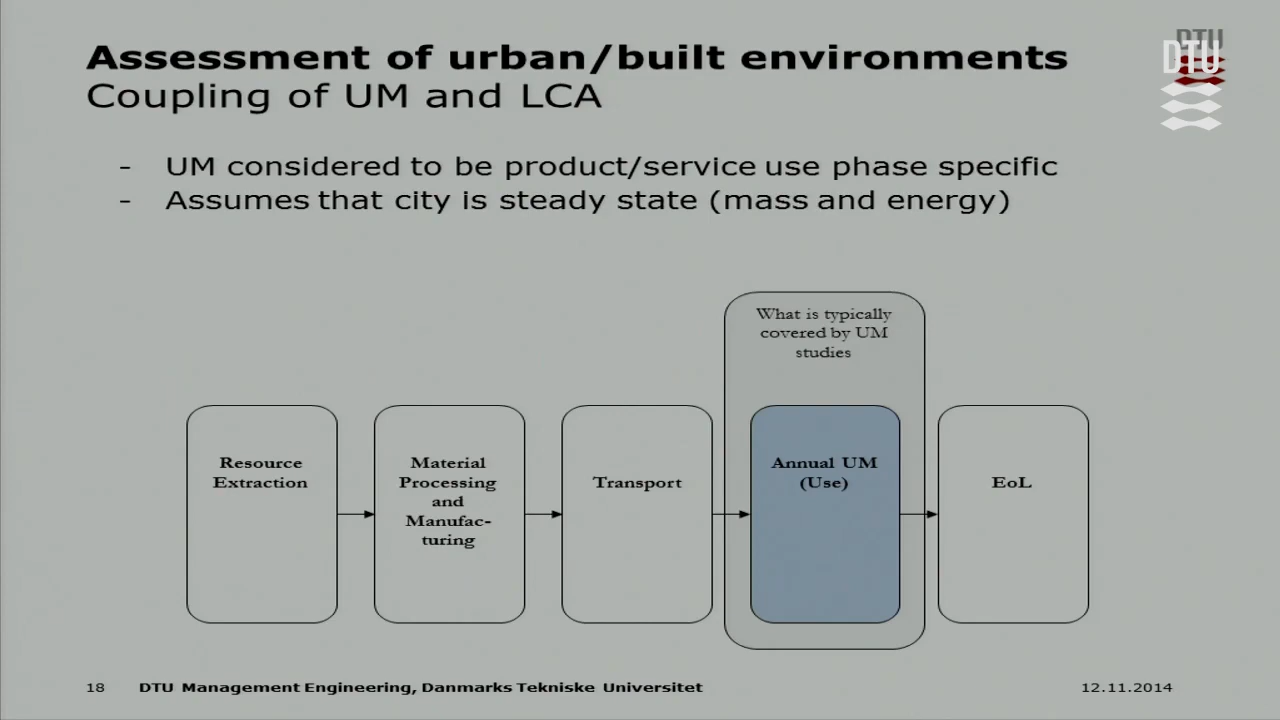 Assessment of urban/built environments
Coupling of UM and LCA
DTU
DTU
- UM considered to be product/service use phase specific
- Assumes that city is steady state (mass and energy)
What is typically
covered by UM
studies
Resource
Extraction
Material
Processing
and
Manufac-
turing
Transport
Annual UM
(Use)
EoL
18 DTU Management Engineering, Danmarks Tekniske Universitet 12.11.2014